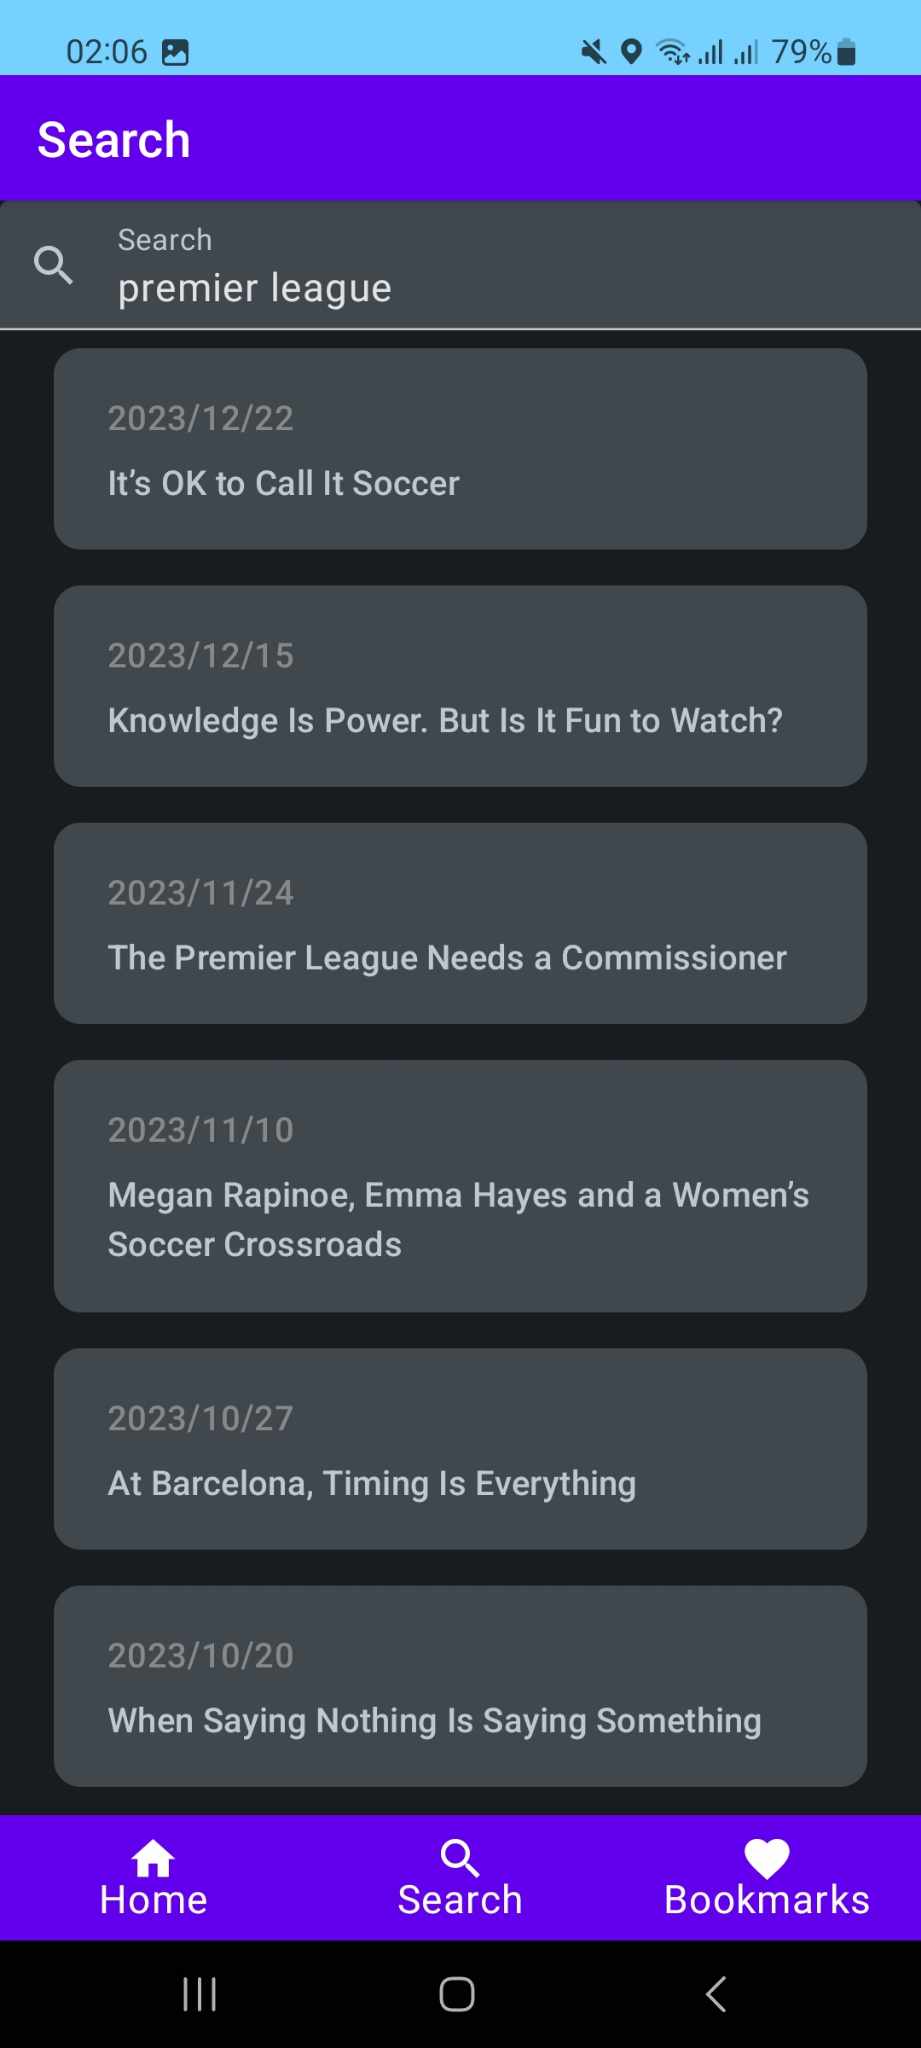 02:06
79%
Search
Search
premier league
2023/12/22
It’s OK to Call It Soccer
2023/12/15
Knowledge Is Power. But Is It Fun to Watch?
2023/11/24
The Premier League Needs a Commissioner
2023/11/10
Megan Rapinoe, Emma Hayes and a Women’s
Soccer Crossroads
2023/10/27
At Barcelona, Timing Is Everything
2023/10/20
When Saying Nothing Is Saying Something
Home
Search
Bookmarks